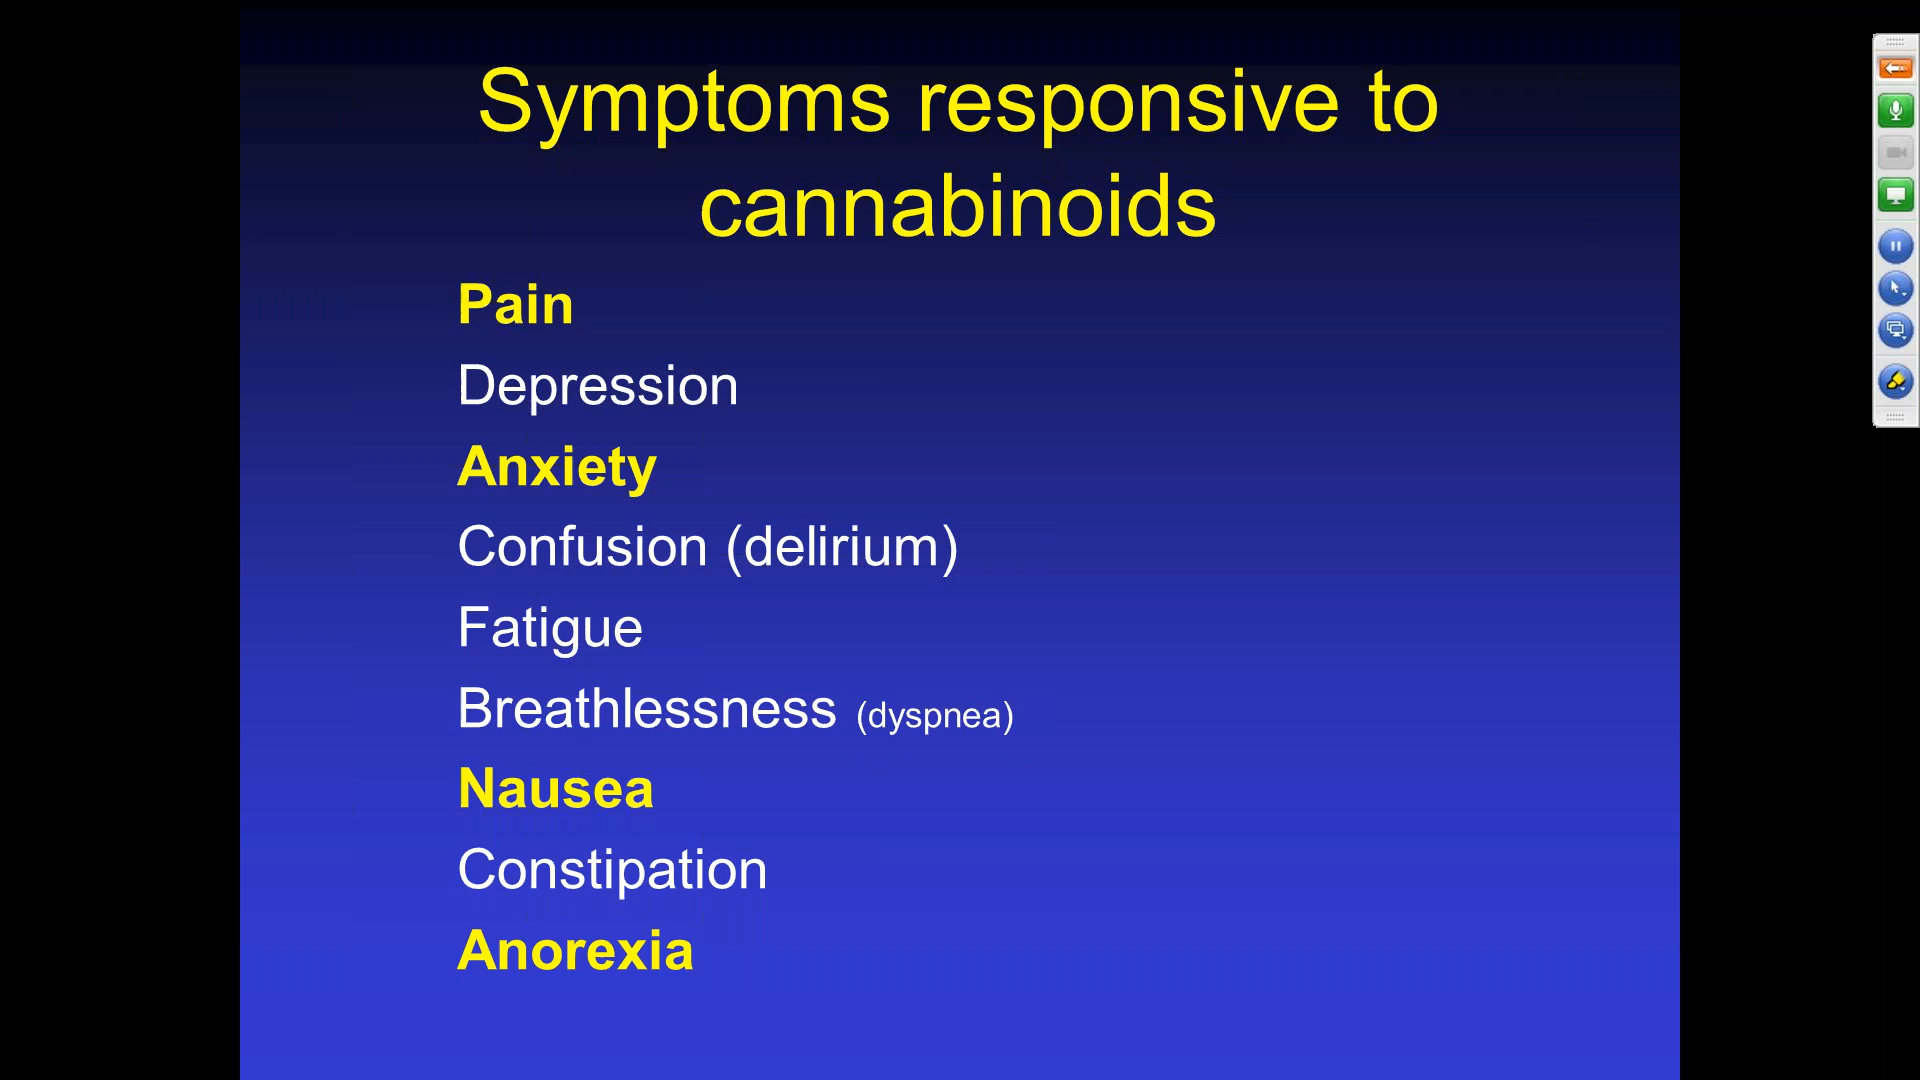 Symptoms responsive to
cannabinoids
Pain
Depression
Anxiety
Confusion (delirium)
Fatigue
Breathlessness (dyspnea)
Nausea
Constipation
Anorexia